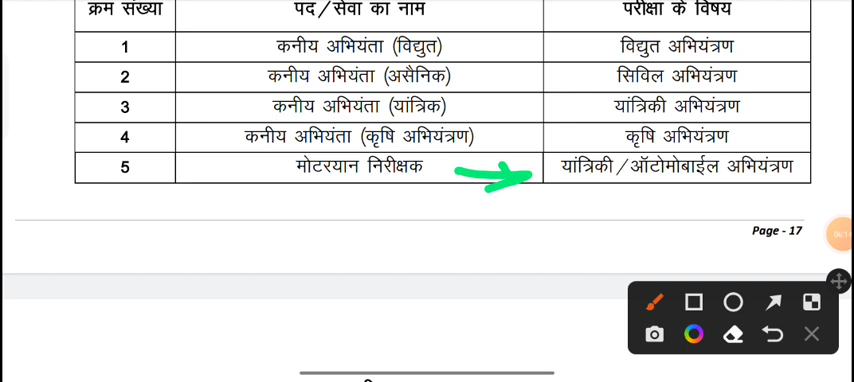 क्रम संख्या पद/सेवा का नाम परीक्षा के विषय
1 कनीय अभियंता (विद्युत) विद्युत अभियंत्रण
2 कनीय अभियंता (असैनिक) सिविल अभियंत्रण
3 कनीय अभियंता (यांत्रिक) यांत्रिकी अभियंत्रण
4 कनीय अभियंता (कृषि अभियंत्रण) कृषि अभियंत्रण
5 मोटरयान निरीक्षक यांत्रिकी/ऑटोमोबाईल अभियंत्रण
Page - 17